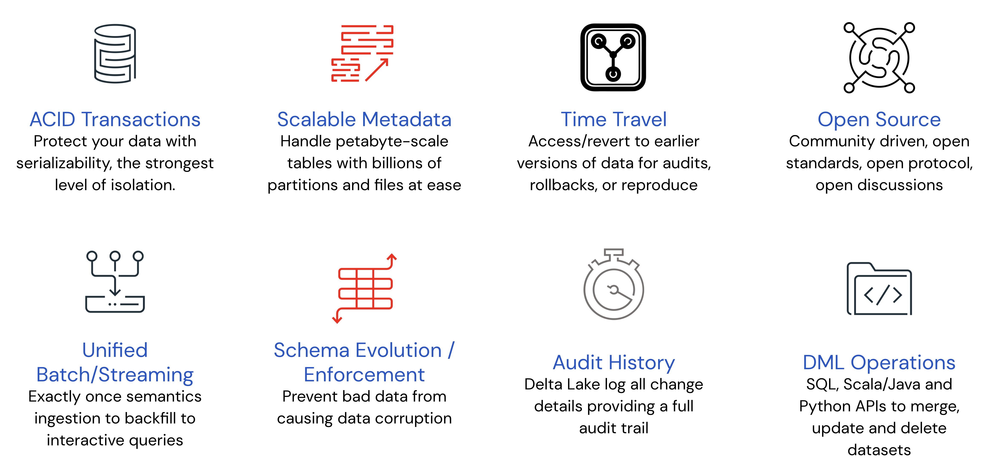 ACID Transactions
Protect your data with
serializability, the strongest
level of isolation.
Scalable Metadata
Handle petabyte-scale
tables with billions of
partitions and files at ease
Time Travel
Access/revert to earlier
versions of data for audits,
rollbacks, or reproduce
Open Source
Community driven, open
standards, open protocol,
open discussions
Unified
Batch/Streaming
Exactly once semantics
ingestion to backfill to
interactive queries
Schema Evolution /
Enforcement
Prevent bad data from
causing data corruption
Audit History
Delta Lake log all change
details providing a full
audit trail
DML Operations
SQL, Scala/Java and
Python APIs to merge,
update and delete
datasets